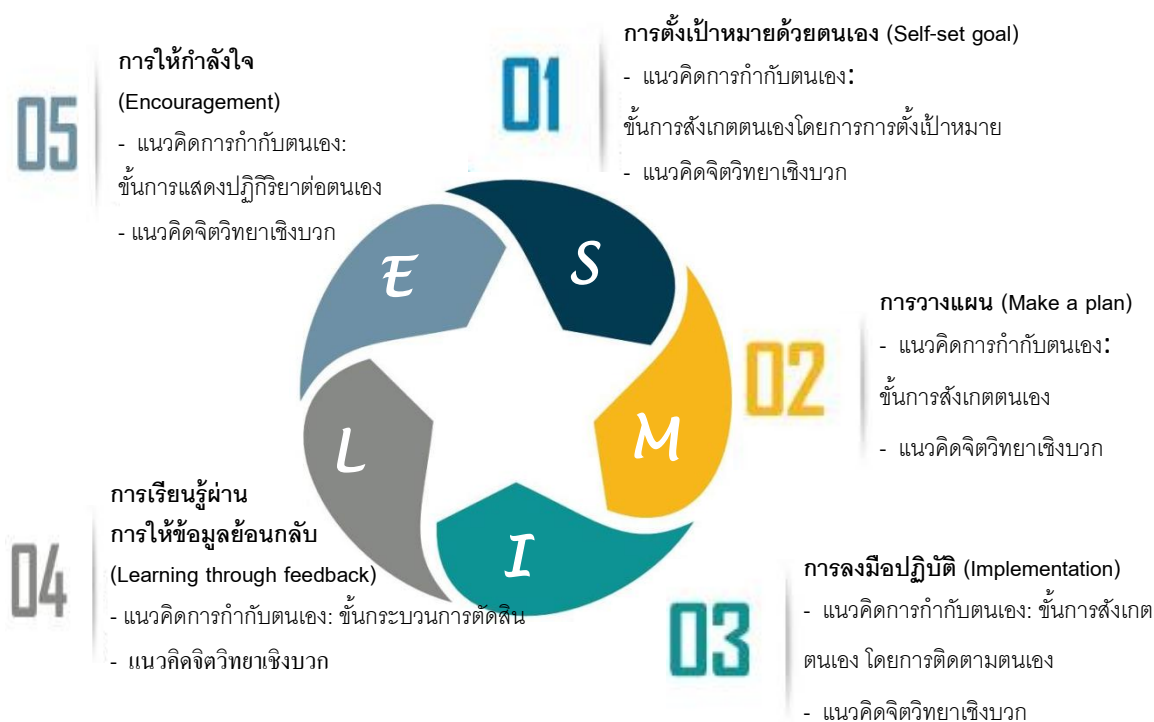 01
การตั้งเป้าหมายด้วยตนเอง (Self-set goal)
- แนวคิดการกำกับตนเอง:
ขั้นการสังเกตตนเองโดยการการตั้งเป้าหมาย
- แนวคิดจิตวิทยาเชิงบวก
02
การวางแผน (Make a plan)
- แนวคิดการกำกับตนเอง:
ขั้นการสังเกตตนเอง
- แนวคิดจิตวิทยาเชิงบวก
03
การลงมือปฏิบัติ (Implementation)
- แนวคิดการกำกับตนเอง: ขั้นการสังเกต
ตนเอง โดยการติดตามตนเอง
- แนวคิดจิตวิทยาเชิงบวก
04
การเรียนรู้ผ่าน
การให้ข้อมูลย้อนกลับ
(Learning through feedback)
- แนวคิดการกำกับตนเอง: ขั้นกระบวนการตัดสิน
- แนวคิดจิตวิทยาเชิงบวก
05
การให้กำลังใจ
(Encouragement)
- แนวคิดการกำกับตนเอง:
ขั้นการแสดงปฏิกิริยาต่อตนเอง
- แนวคิดจิตวิทยาเชิงบวก
S
M
I
L
E